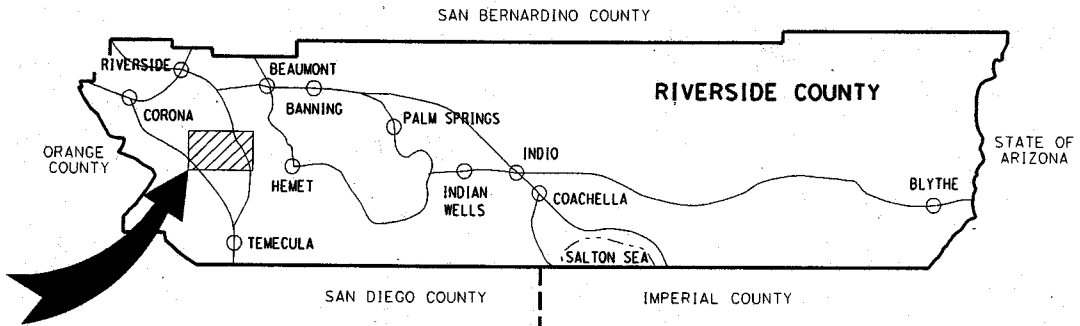 SAN BERNARDINO COUNTY
RIVERSIDE
BEAUMONT
BANNING
RIVERSIDE COUNTY
CORONA
PALM SPRINGS
ORANGE
COUNTY
STATE OF
ARIZONA
INDIO
HEMET
INDIAN
WELLS
COACHELLA
BLYTHE
TEMECULA
SALTON SEA
SAN DIEGO COUNTY
IMPERIAL COUNTY